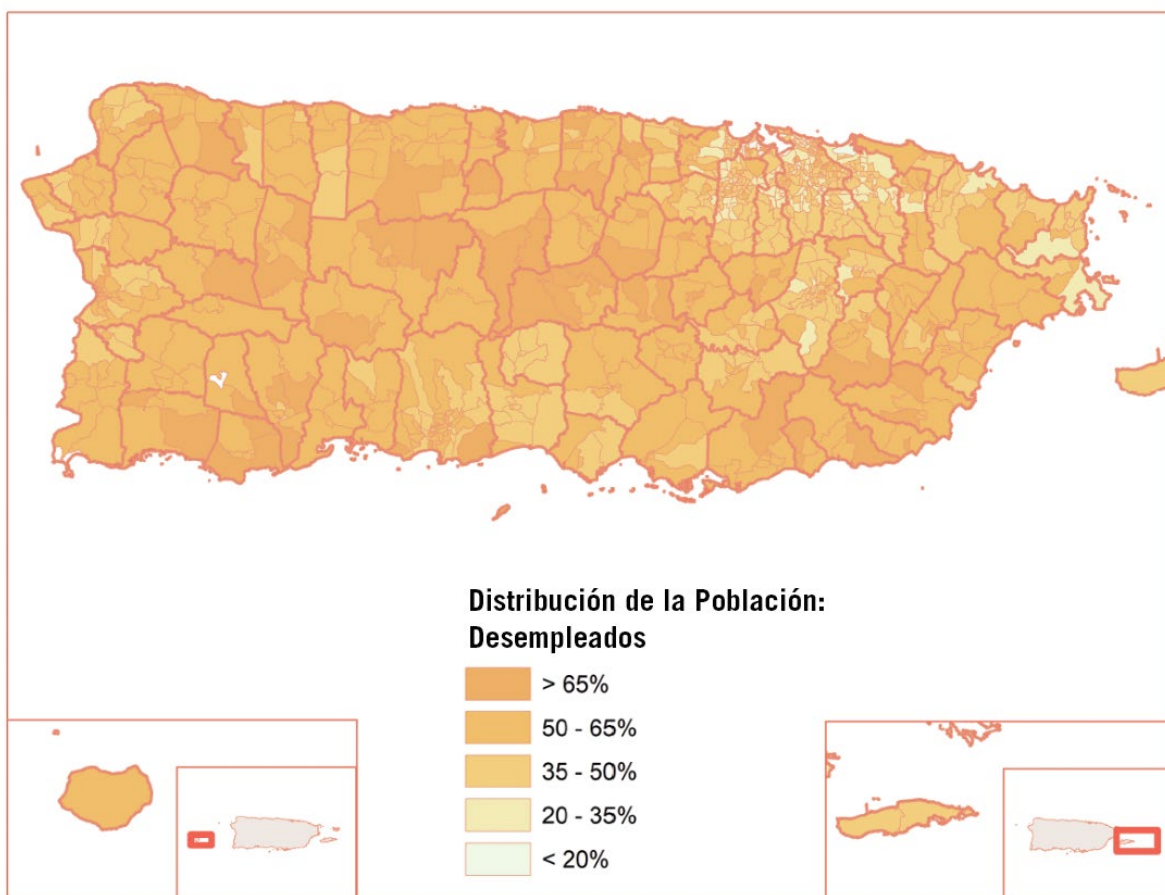 Distribución de la Población:
Desempleados
> 65%
50 - 65%
35 - 50%
20 - 35%
< 20%